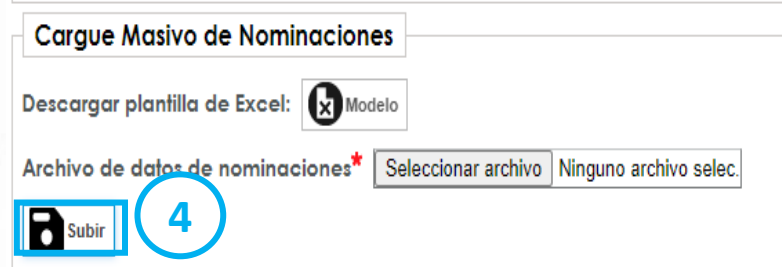 Cargue Masivo de Nominaciones
Descargar plantilla de Excel: Modelo
Archivo de datos de nominaciones* Seleccionar archivo Ninguno archivo selec.
Subir 4